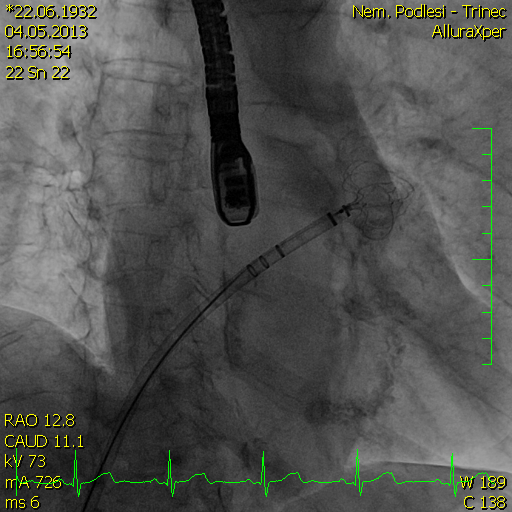 *22.06.1932
04.05.2013
16:56:54
22 Sn 22
Nem. Podlesi - Trinec
AlluraXper
RAO 12.8
CAUD 11.1
kV 73
mA 726
ms 6
W 189
C 138